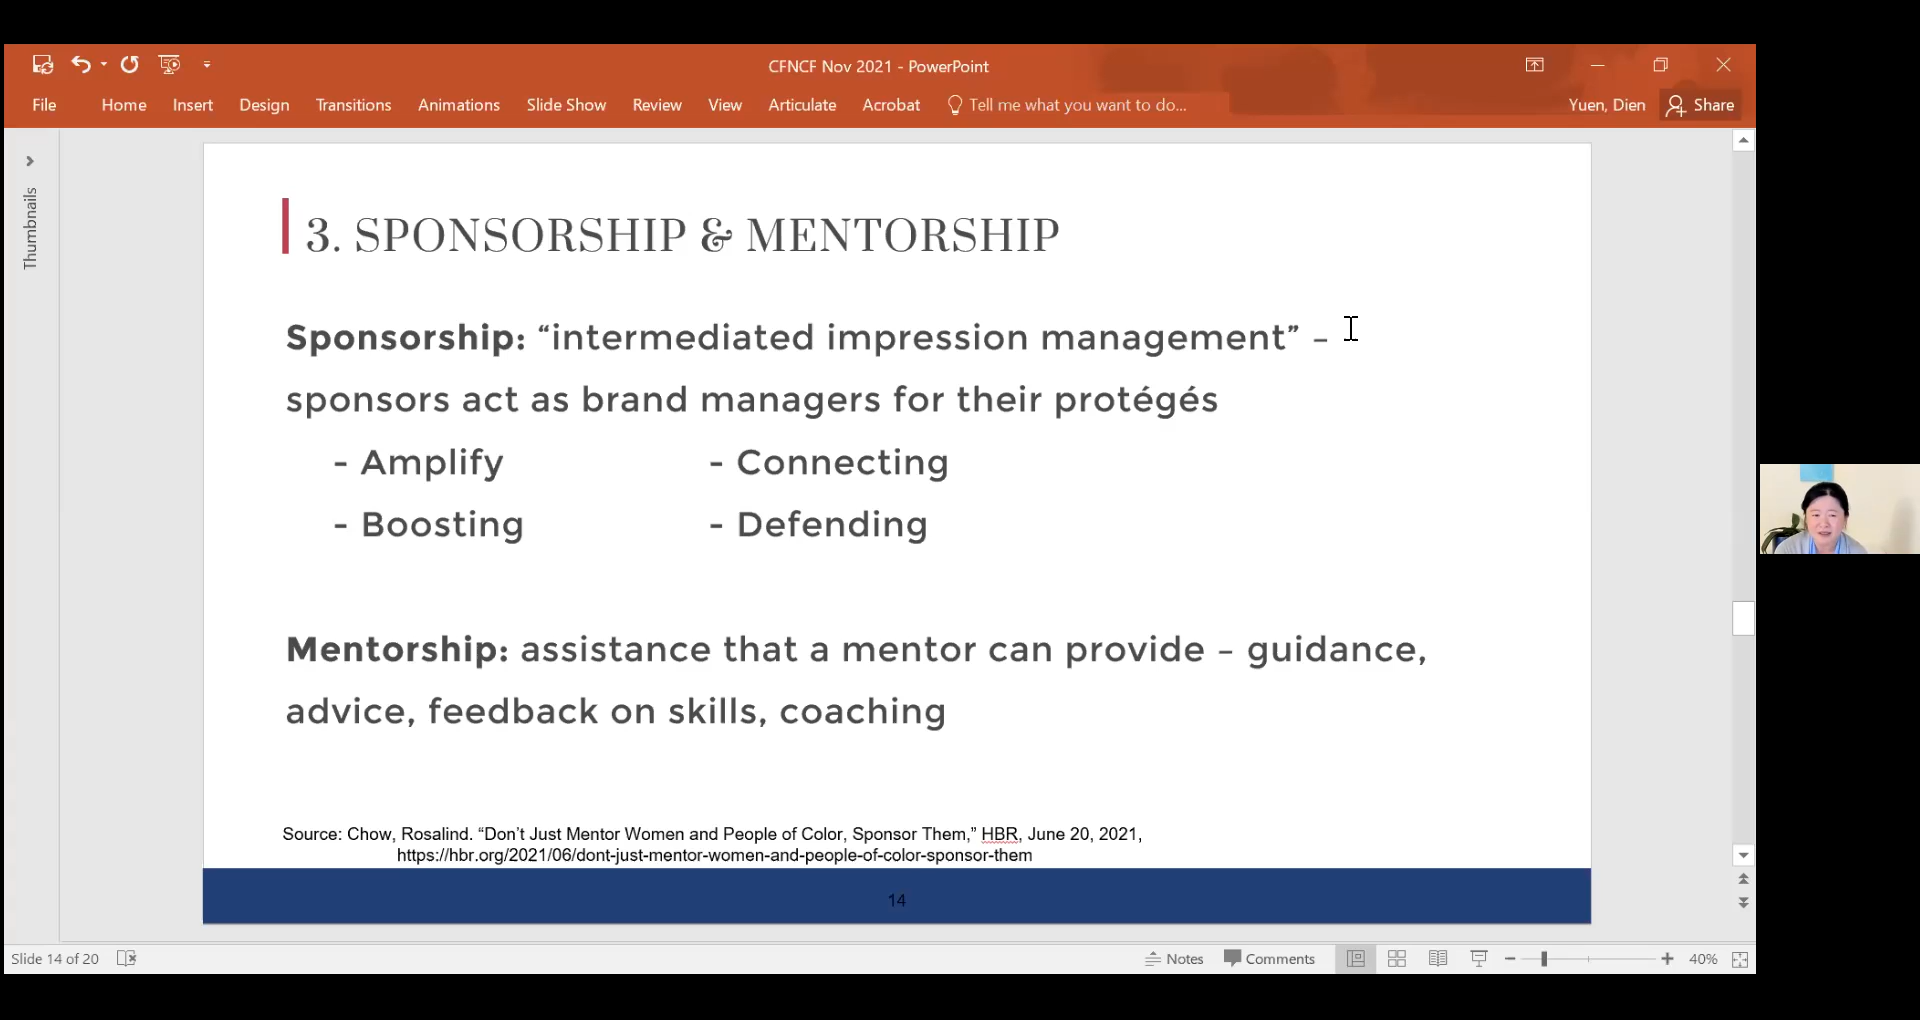 CFNCF Nov 2021 - PowerPoint
File Home Insert Design Transitions Animations Slide Show Review View Articulate Acrobat Tell me what you want to do... Yuen, Dien Share
Thumbnails
3. SPONSORSHIP & MENTORSHIP
Sponsorship: “intermediated impression management” –
sponsors act as brand managers for their protégés
- Amplify - Connecting
- Boosting - Defending
Mentorship: assistance that a mentor can provide – guidance,
advice, feedback on skills, coaching
Source: Chow, Rosalind. “Don’t Just Mentor Women and People of Color, Sponsor Them,” HBR, June 20, 2021,
https://hbr.org/2021/06/dont-just-mentor-women-and-people-of-color-sponsor-them
14
Slide 14 of 20 Notes Comments 40%